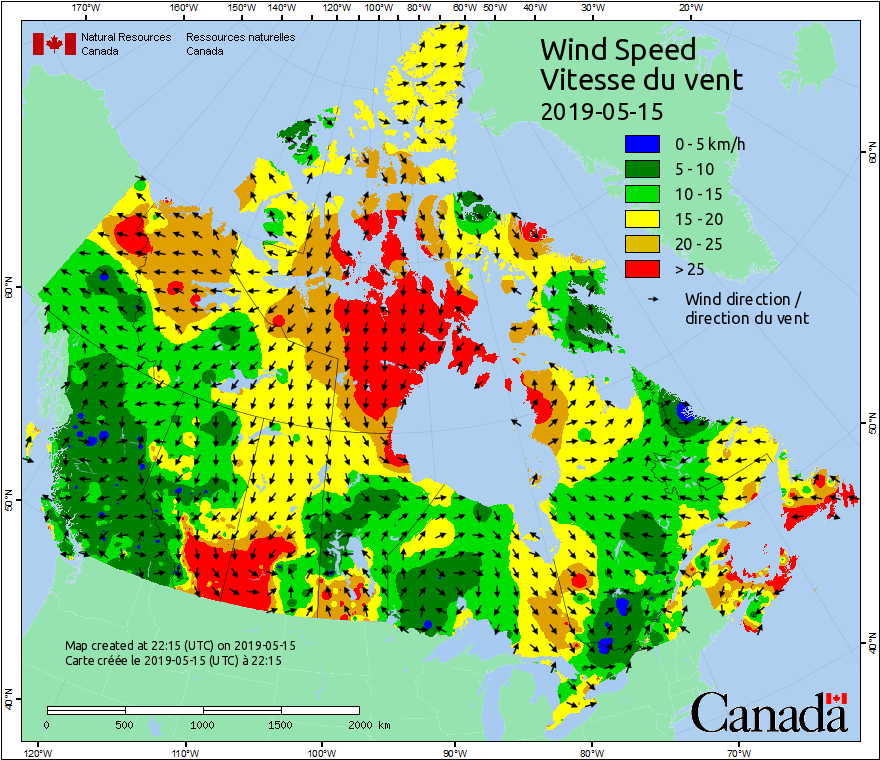 170°W 160°W 150°W 140°W 130°W 120°W 110°W 100°W 90°W 80°W 70°W 60°W 50°W 40°W 30°W 20°W
Natural Resources Canada
Ressources naturelles Canada
Wind Speed
Vitesse du vent
2019-05-15
0 - 5 km/h
5 - 10
10 - 15
15 - 20
20 - 25
> 25
Wind direction /
direction du vent
60°N
60°N
50°N
50°N
40°N
40°N
Map created at 22:15 (UTC) on 2019-05-15
Carte créée le 2019-05-15 (UTC) à 22:15
0 500 1000 1500 2000 km
Canada
120°W 110°W 100°W 90°W 80°W 70°W